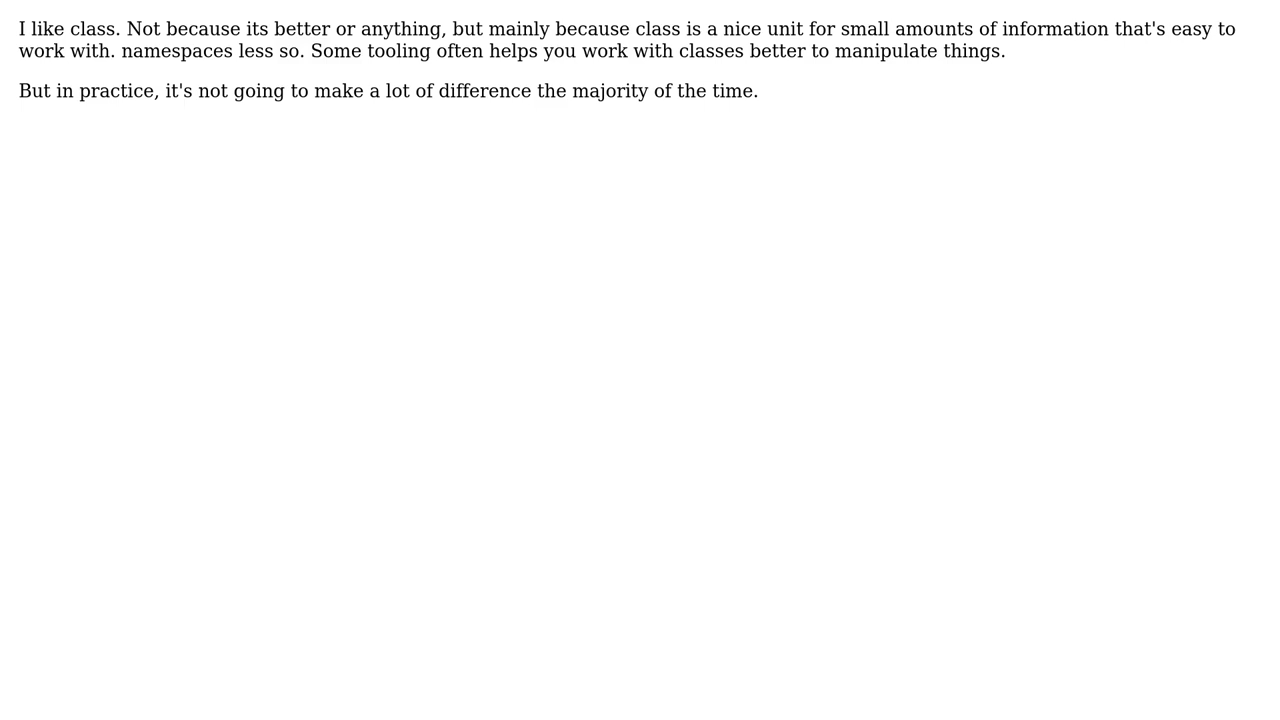 I like class. Not because its better or anything, but mainly because class is a nice unit for small amounts of information that's easy to
work with. namespaces less so. Some tooling often helps you work with classes better to manipulate things.
But in practice, it's not going to make a lot of difference the majority of the time.